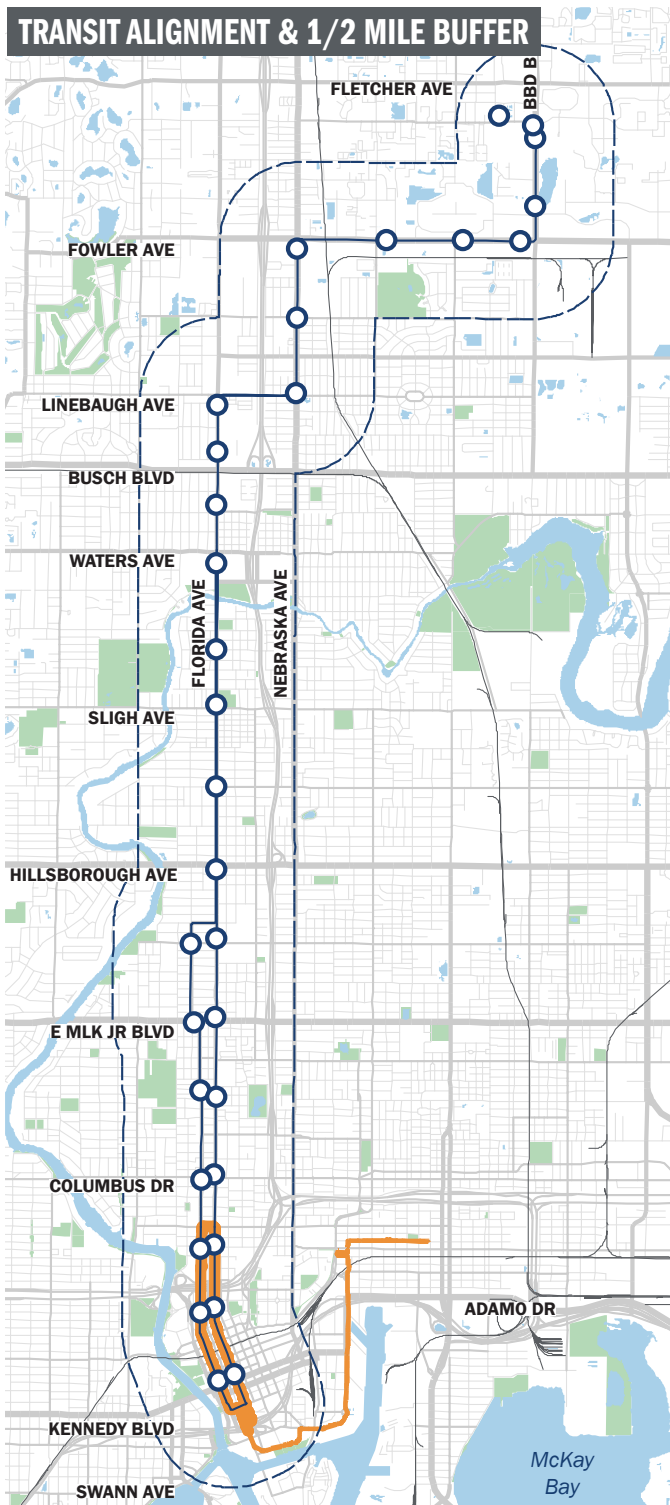 TRANSIT ALIGNMENT & 1/2 MILE BUFFER
FLETCHER AVE
BBD B
FOWLER AVE
LINEBAUGH AVE
BUSCH BLVD
WATERS AVE
FLORIDA AVE
NEBRASKA AVE
SLIGH AVE
HILLSBOROUGH AVE
E MLK JR BLVD
COLUMBUS DR
ADAMO DR
KENNEDY BLVD
McKay
Bay
SWANN AVE